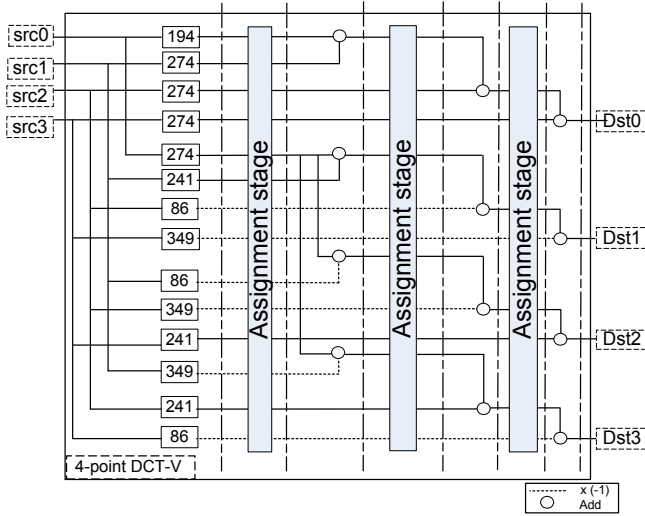 src0
194
src1
274
src2
274
src3
274
Dst0
274
241
86
349
Dst1
86
349
241
Dst2
349
241
86
Dst3
Assignment stage
Assignment stage
Assignment stage
4-point DCT-V
x (-1)
Add